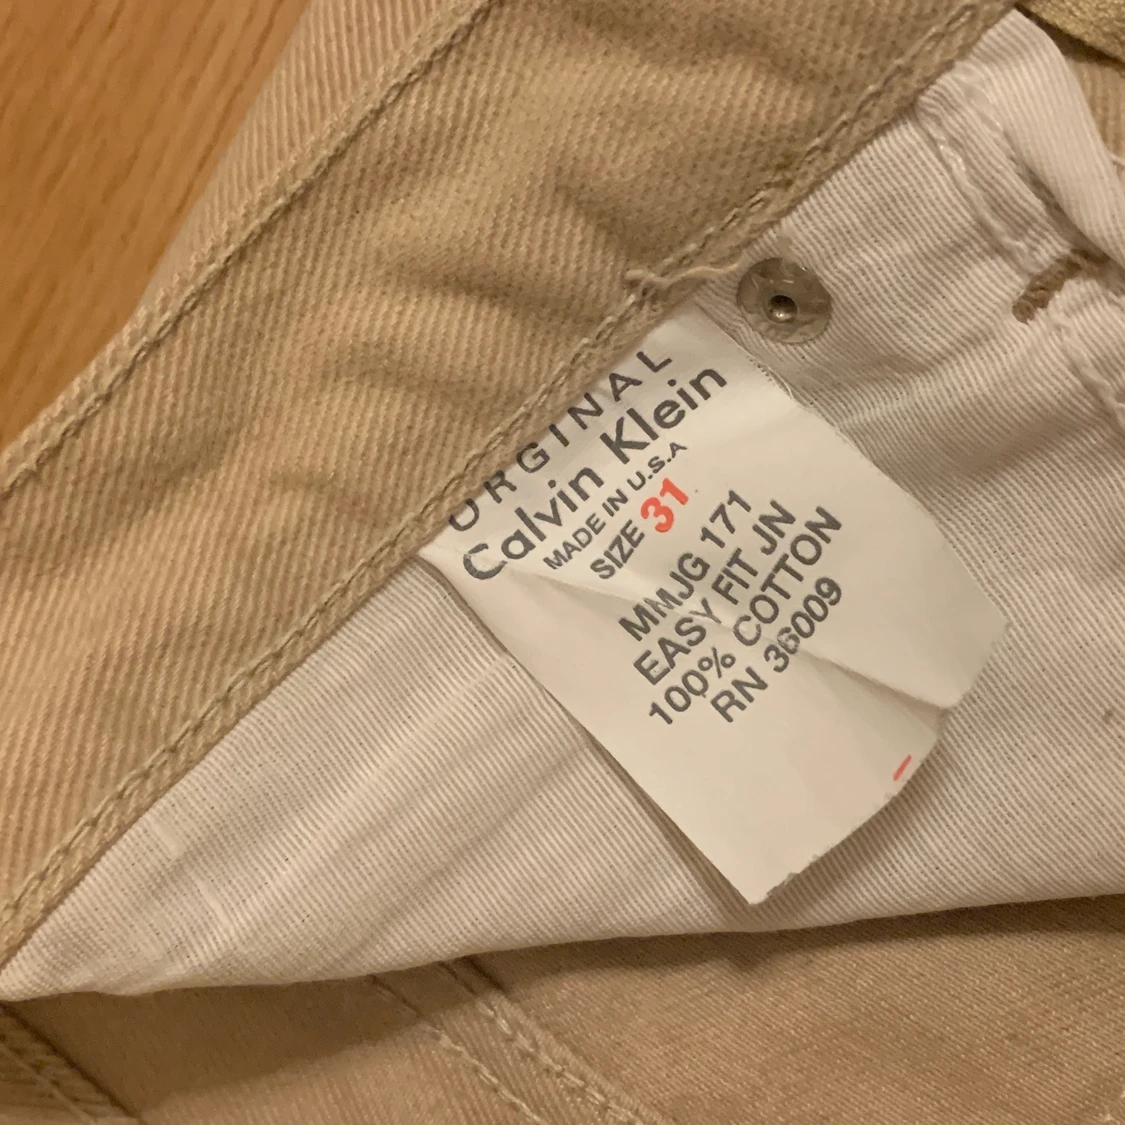 ORGINAL
Calvin Klein
MADE IN U.S.A
SIZE 31
MMJG 171
EASY FIT JN
100% COTTON
RN 36009